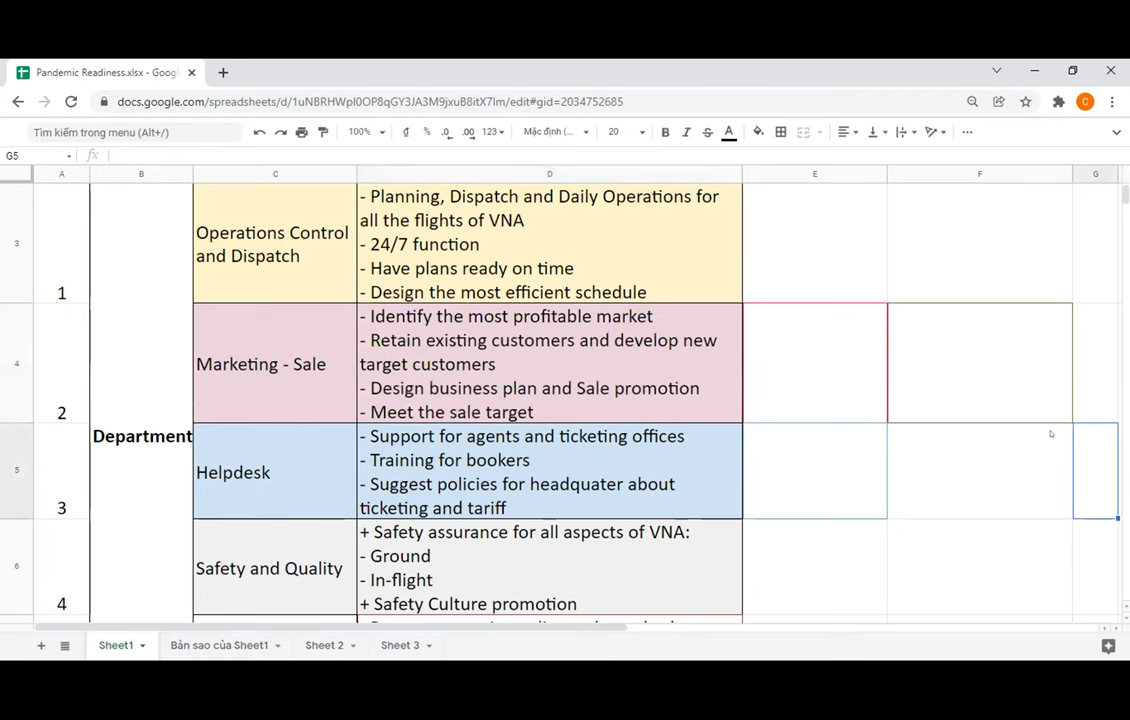 Pandemic Readiness.xlsx - Goog
docs.google.com/spreadsheets/d/1uNBRHWpI0OP8qGY3JA3M9jxuB8itX7Im/edit#gid=2034752685
C
Tìm kiếm trong menu (Alt+/)
100%
₫
%
.0
.00
123
Mặc định (...
20
B
I
S
A
G5
fx
A
B
C
D
E
F
G
3
1
Operations Control
and Dispatch
- Planning, Dispatch and Daily Operations for
all the flights of VNA
- 24/7 function
- Have plans ready on time
- Design the most efficient schedule
4
2
Marketing - Sale
- Identify the most profitable market
- Retain existing customers and develop new
target customers
- Design business plan and Sale promotion
- Meet the sale target
Department
5
3
Helpdesk
- Support for agents and ticketing offices
- Training for bookers
- Suggest policies for headquater about
ticketing and tariff
6
4
Safety and Quality
+ Safety assurance for all aspects of VNA:
- Ground
- In-flight
+ Safety Culture promotion
Sheet1
Bản sao của Sheet1
Sheet 2
Sheet 3